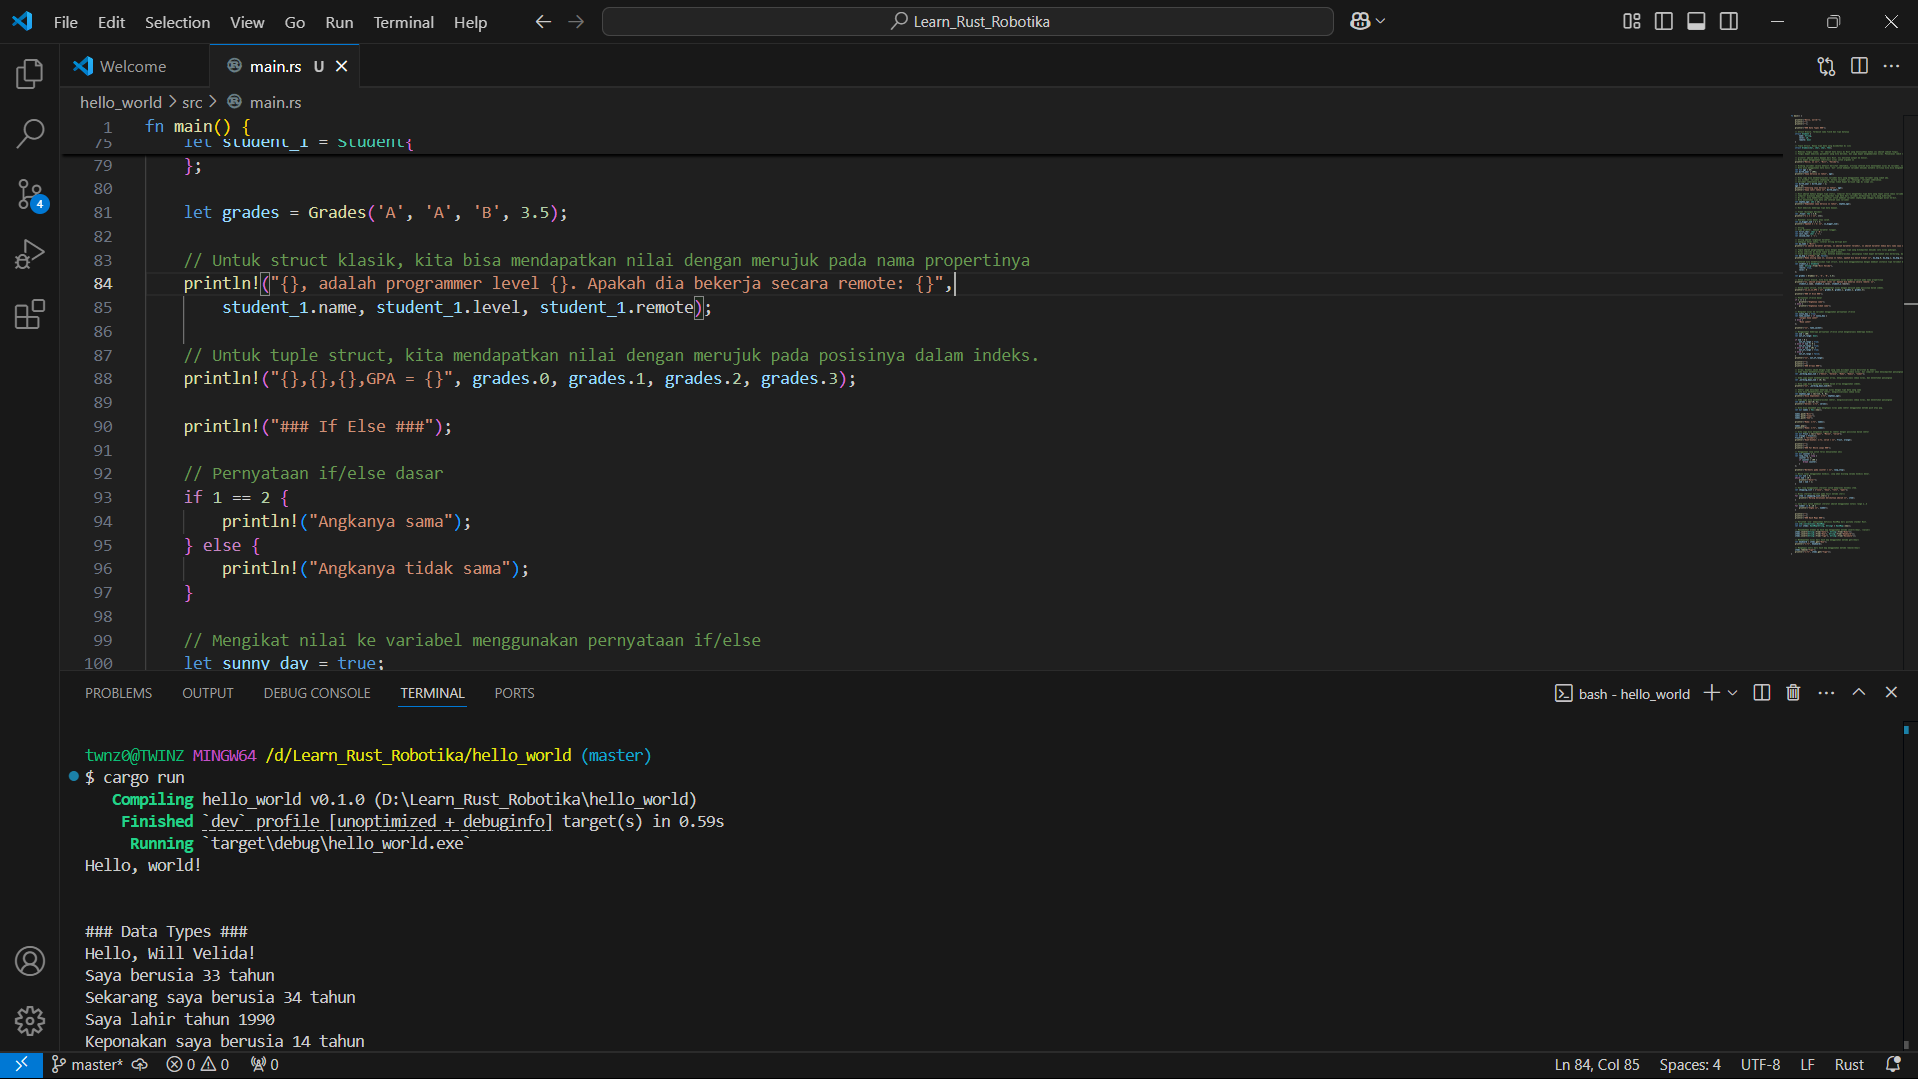 File Edit Selection View Go Run Terminal Help
Learn_Rust_Robotika
Welcome
main.rs U
hello_world > src > main.rs
1 fn main() {
75 let student_1 = Student{
79 };
80
81 let grades = Grades('A', 'A', 'B', 3.5);
82
83 // Untuk struct klasik, kita bisa mendapatkan nilai dengan merujuk pada nama propertinya
84 println!("{}, adalah programmer level {}. Apakah dia bekerja secara remote: {}",
85 student_1.name, student_1.level, student_1.remote);
86
87 // Untuk tuple struct, kita mendapatkan nilai dengan merujuk pada posisinya dalam indeks.
88 println!("{},{},{},GPA = {}", grades.0, grades.1, grades.2, grades.3);
89
90 println!("### If Else ###");
91
92 // Pernyataan if/else dasar
93 if 1 == 2 {
94 println!("Angkanya sama");
95 } else {
96 println!("Angkanya tidak sama");
97 }
98
99 // Mengikat nilai ke variabel menggunakan pernyataan if/else
100 let sunny_day = true;
PROBLEMS OUTPUT DEBUG CONSOLE TERMINAL PORTS
bash - hello_world
twnz0@TWINZ MINGW64 /d/Learn_Rust_Robotika/hello_world (master)
$ cargo run
Compiling hello_world v0.1.0 (D:\Learn_Rust_Robotika\hello_world)
Finished `dev` profile [unoptimized + debuginfo] target(s) in 0.59s
Running `target\debug\hello_world.exe`
Hello, world!
### Data Types ###
Hello, Will Velida!
Saya berusia 33 tahun
Sekarang saya berusia 34 tahun
Saya lahir tahun 1990
Keponakan saya berusia 14 tahun
4
master* 0 0 0
Ln 84, Col 85 Spaces: 4 UTF-8 LF Rust